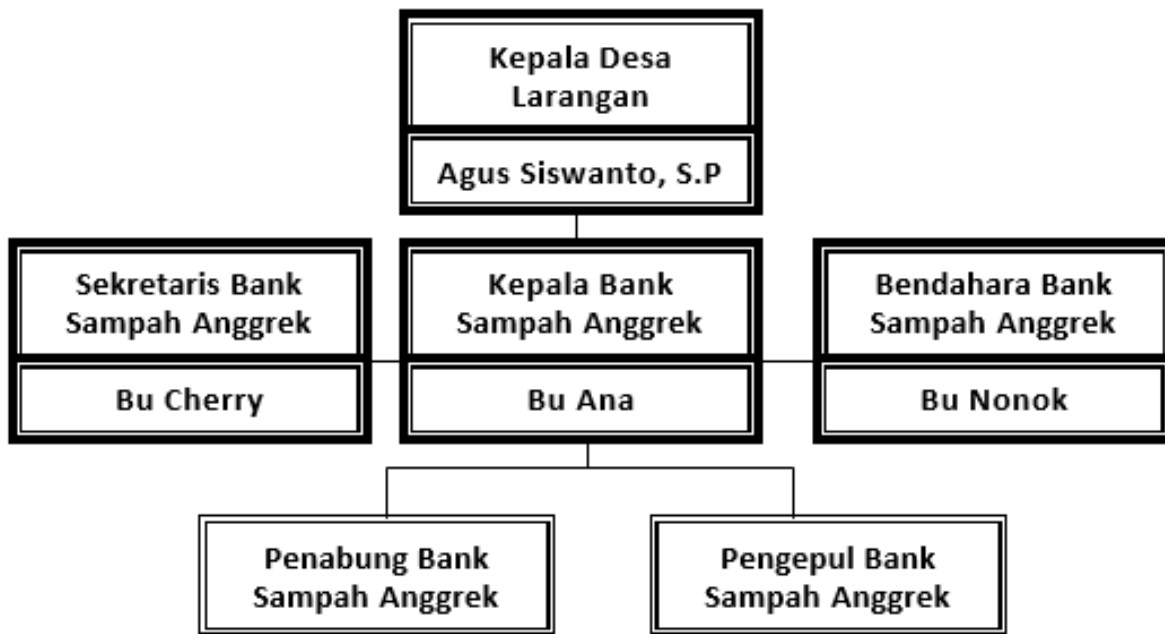 Kepala Desa
Larangan
Agus Siswanto, S.P
Sekretaris Bank
Sampah Anggrek
Bu Cherry
Kepala Bank
Sampah Anggrek
Bu Ana
Bendahara Bank
Sampah Anggrek
Bu Nonok
Penabung Bank
Sampah Anggrek
Pengepul Bank
Sampah Anggrek